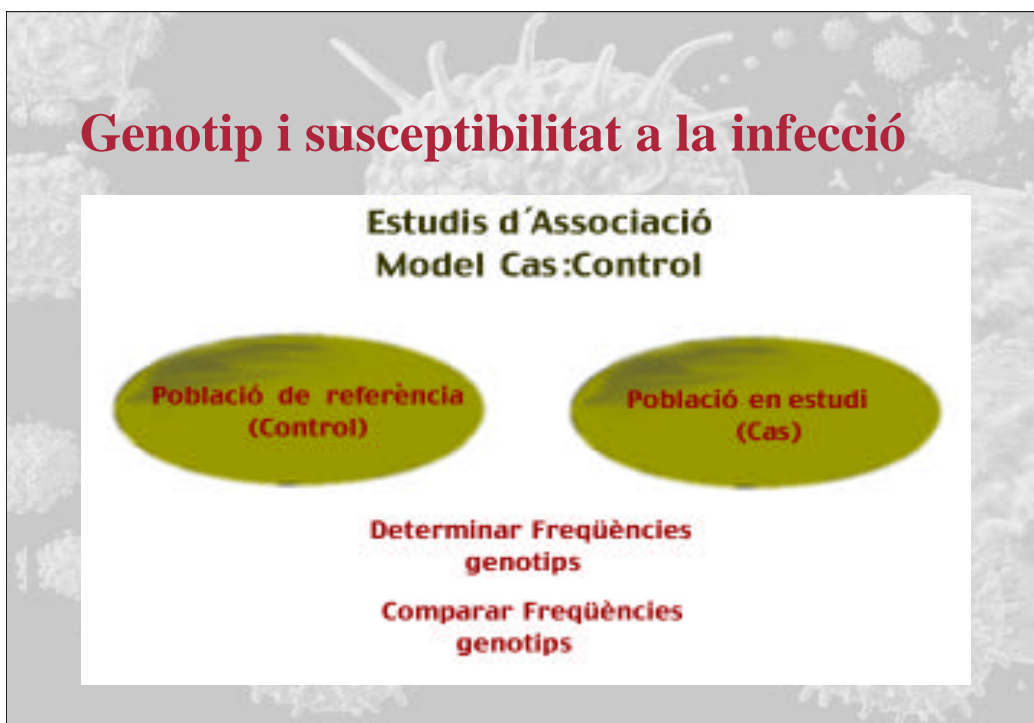 Genotip i susceptibilitat a la infecció
Estudis d´Associació
Model Cas:Control
Població de referència
(Control)
Població en estudi
(Cas)
Determinar Freqüències
genotips
Comparar Freqüències
genotips